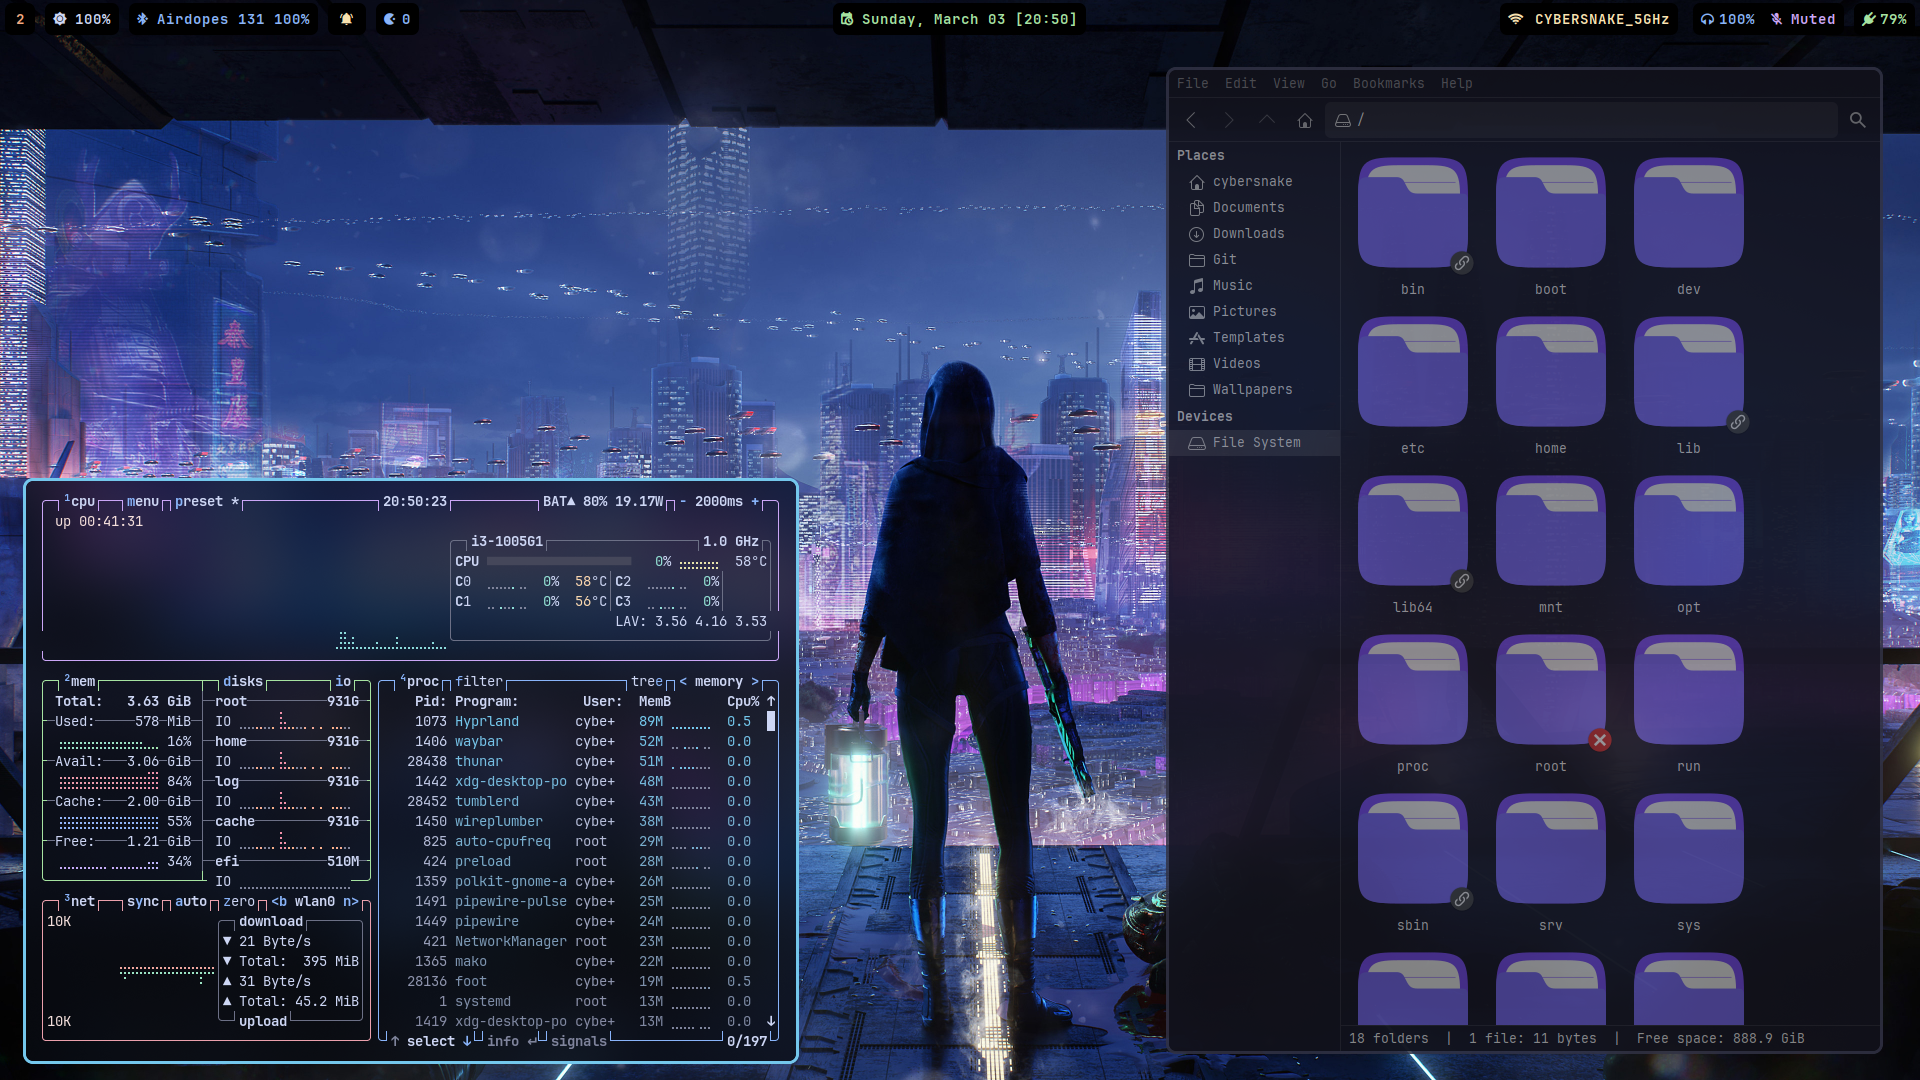 2 100% Airdopes 131 100% 0 Sunday, March 03 [20:50] CYBERSNAKE_5GHz 100% Muted 79%
File Edit View Go Bookmarks Help
/
Places
cybersnake
Documents
Downloads
Git
Music
Pictures
Templates
Videos
Wallpapers
Devices
File System
bin boot dev
etc home lib
lib64 mnt opt
proc root run
sbin srv sys
18 folders | 1 file: 11 bytes | Free space: 888.9 GiB
1cpu menu preset * 20:50:23 BAT▲ 80% 19.17W - 2000ms +
up 00:41:31
i3-1005G1 1.0 GHz
CPU 0% 58°C
C0 0% 58°C C2 0%
C1 0% 56°C C3 0%
LAV: 3.56 4.16 3.53
2mem disks io
Total: 3.63 GiB root 931G
Used: 578 MiB IO
16% home 931G
Avail: 3.06 GiB IO
84% log 931G
Cache: 2.00 GiB IO
55% cache 931G
Free: 1.21 GiB IO
34% efi 510M
IO
3net sync auto zero <b wlan0 n>
10K download
▼ 21 Byte/s
▼ Total: 395 MiB
▲ 31 Byte/s
▲ Total: 45.2 MiB
10K upload
4proc filter tree < memory >
Pid: Program: User: MemB Cpu% ↑
1073 Hyprland cybe+ 89M 0.5
1406 waybar cybe+ 52M 0.0
28438 thunar cybe+ 51M 0.0
1442 xdg-desktop-po cybe+ 48M 0.0
28452 tumblerd cybe+ 43M 0.0
1450 wireplumber cybe+ 38M 0.0
825 auto-cpufreq root 29M 0.0
424 preload root 28M 0.0
1359 polkit-gnome-a cybe+ 26M 0.0
1491 pipewire-pulse cybe+ 25M 0.0
1449 pipewire cybe+ 24M 0.0
421 NetworkManager root 23M 0.0
1365 mako cybe+ 22M 0.0
28136 foot cybe+ 19M 0.5
1 systemd root 13M 0.0
1419 xdg-desktop-po cybe+ 13M 0.0 ↓
↑ select ↓ info ↵ signals 0/197